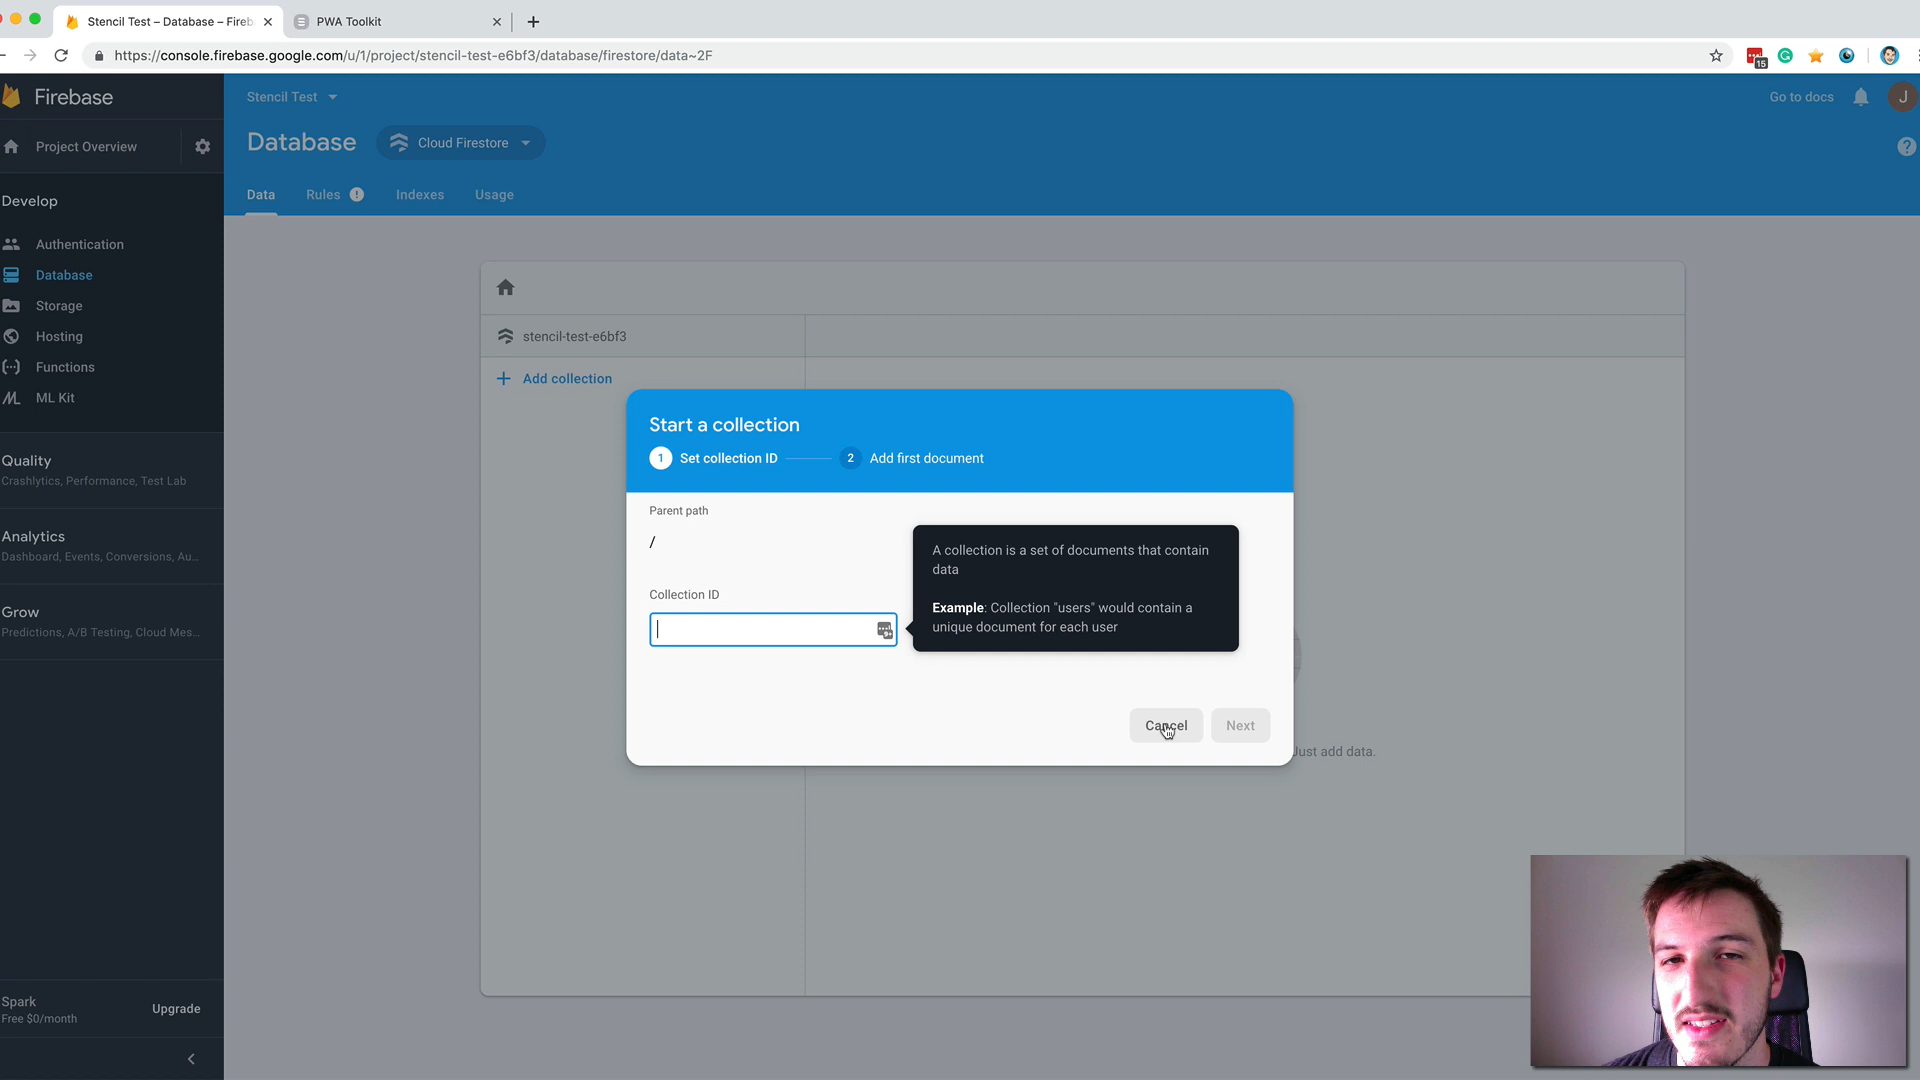 Stencil Test – Database – Fireb
PWA Toolkit
https://console.firebase.google.com/u/1/project/stencil-test-e6bf3/database/firestore/data~2F
15
Firebase
Stencil Test
Go to docs
J
Project Overview
Database
Cloud Firestore
?
Data
Rules
!
Indexes
Usage
Develop
Authentication
Database
Storage
Hosting
Functions
ML Kit
Quality
Crashlytics, Performance, Test Lab
Analytics
Dashboard, Events, Conversions, Au...
Grow
Predictions, A/B Testing, Cloud Mes...
Spark
Free $0/month
Upgrade
stencil-test-e6bf3
Add collection
Start a collection
1 Set collection ID
2 Add first document
Parent path
/
Collection ID
A collection is a set of documents that contain
data
Example: Collection "users" would contain a
unique document for each user
Cancel
Next
Just add data.